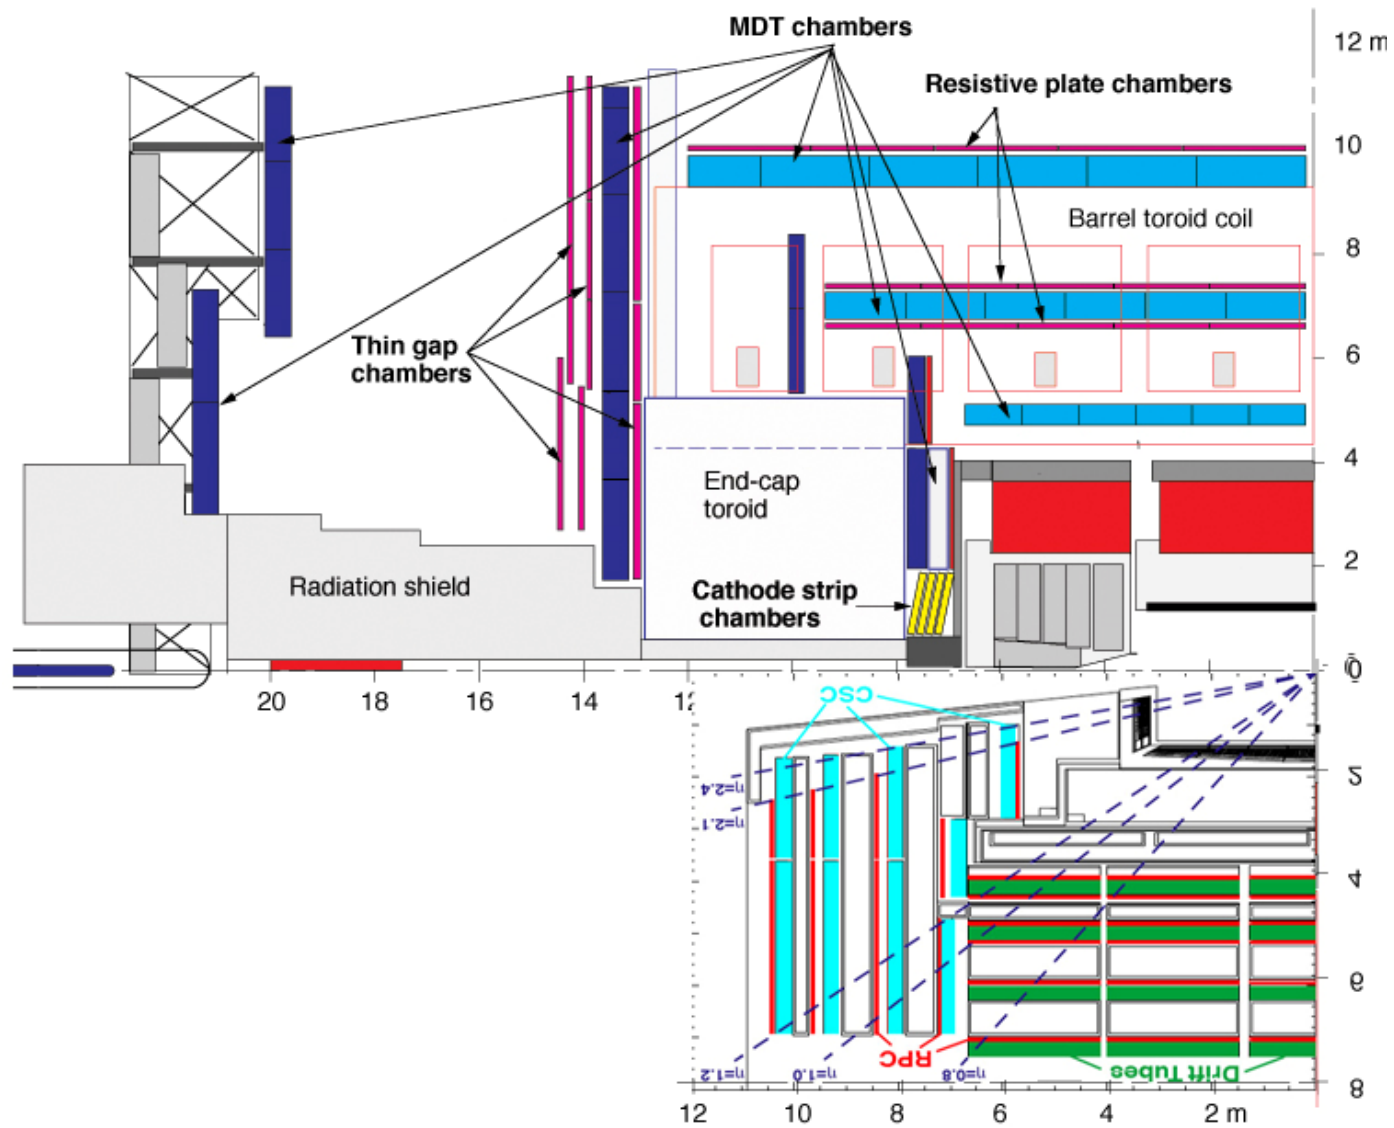 MDT chambers
12 m
Resistive plate chambers
10
Barrel toroid coil
8
Thin gap
chambers
6
4
End-cap
toroid
2
Radiation shield
Cathode strip
chambers
0
20
18
16
14
12
CSC
η=2.4
η=2.1
2
4
6
RPC
Drift Tubes
η=1.2
η=1.0
η=0.8
8
12
10
8
6
4
2 m